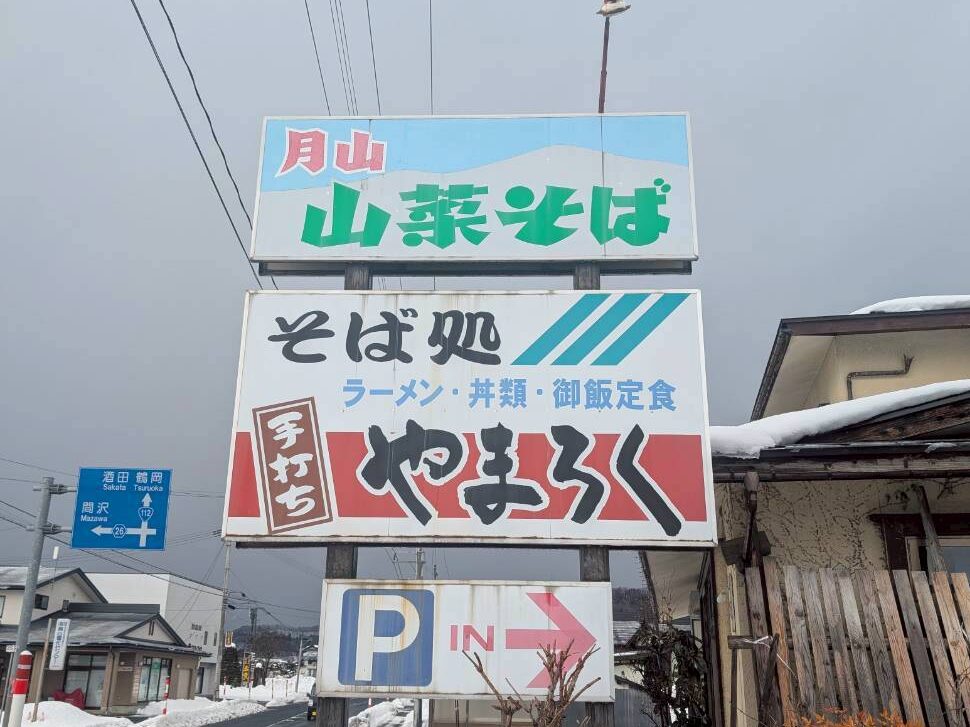 月山
山菜そば
そば処
ラーメン・丼類・御飯定食
手打ち
やまろく
P IN
酒田 鶴岡
Sakata Tsuruoka
間沢
Mazawa
112
26